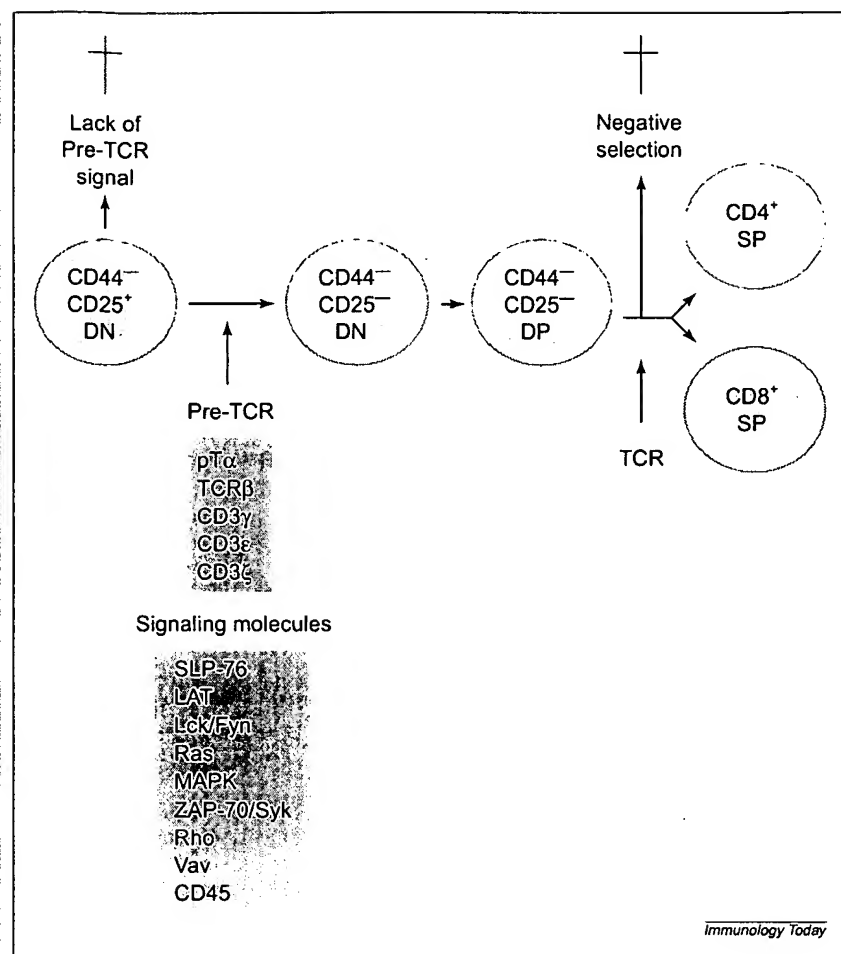 Lack of
Pre-TCR
signal
Negative
selection
CD44⁻
CD25⁺
DN
CD44⁻
CD25⁻
DN
CD44⁻
CD25⁻
DP
CD4⁺
SP
CD8⁺
SP
Pre-TCR
TCR
pTα
TCRβ
CD3γ
CD3ε
CD3ζ
Signaling molecules
SLP-76
LAT
Lck/Fyn
Ras
MAPK
ZAP-70/Syk
Rho
Vav
CD45
Immunology Today